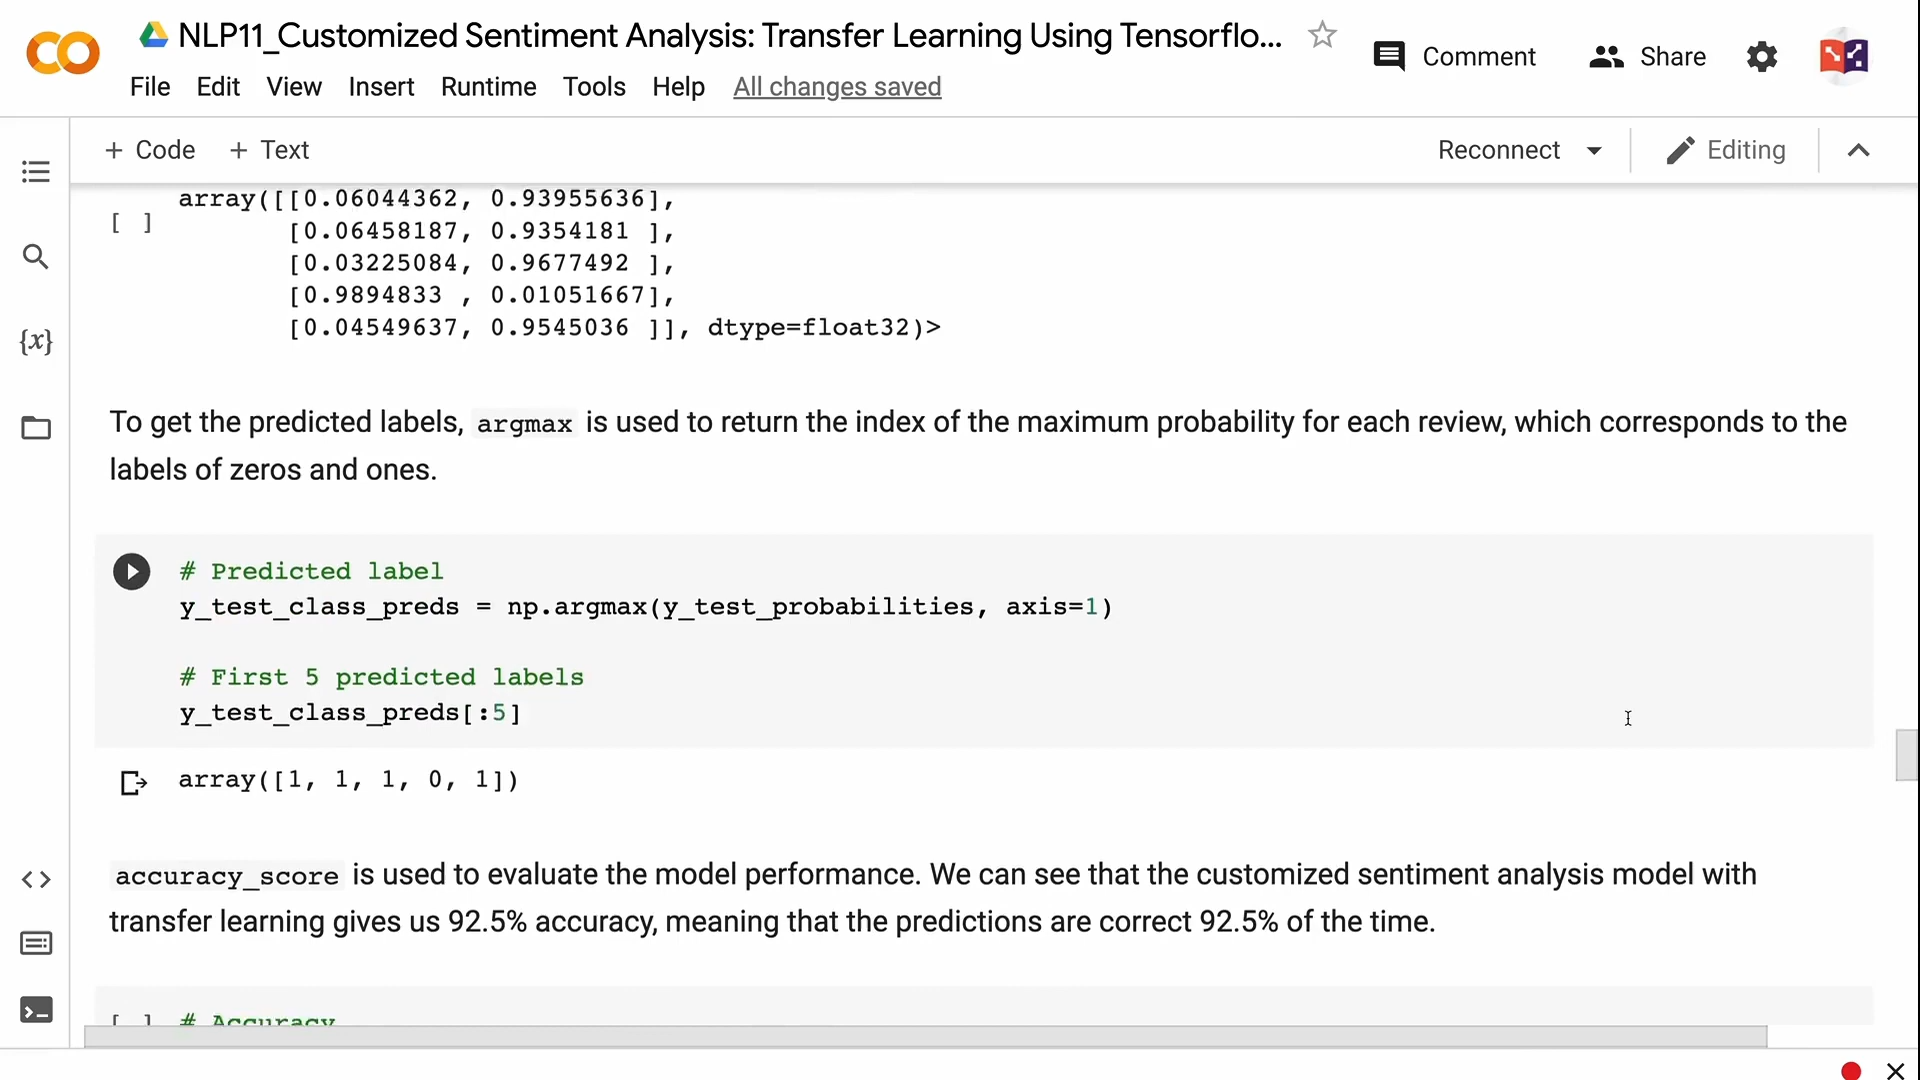 NLP11_Customized Sentiment Analysis: Transfer Learning Using Tensorflo...
Comment
Share
File Edit View Insert Runtime Tools Help All changes saved
+ Code + Text
Reconnect
Editing
array([[0.06044362, 0.93955636],
[ ]
[0.06458187, 0.9354181 ],
[0.03225084, 0.9677492 ],
[0.9894833 , 0.01051667],
[0.04549637, 0.9545036 ]], dtype=float32)>
{x}
To get the predicted labels, argmax is used to return the index of the maximum probability for each review, which corresponds to the
labels of zeros and ones.
# Predicted label
y_test_class_preds = np.argmax(y_test_probabilities, axis=1)
# First 5 predicted labels
y_test_class_preds[:5]
array([1, 1, 1, 0, 1])
accuracy_score is used to evaluate the model performance. We can see that the customized sentiment analysis model with
transfer learning gives us 92.5% accuracy, meaning that the predictions are correct 92.5% of the time.
[ ] # Accuracy